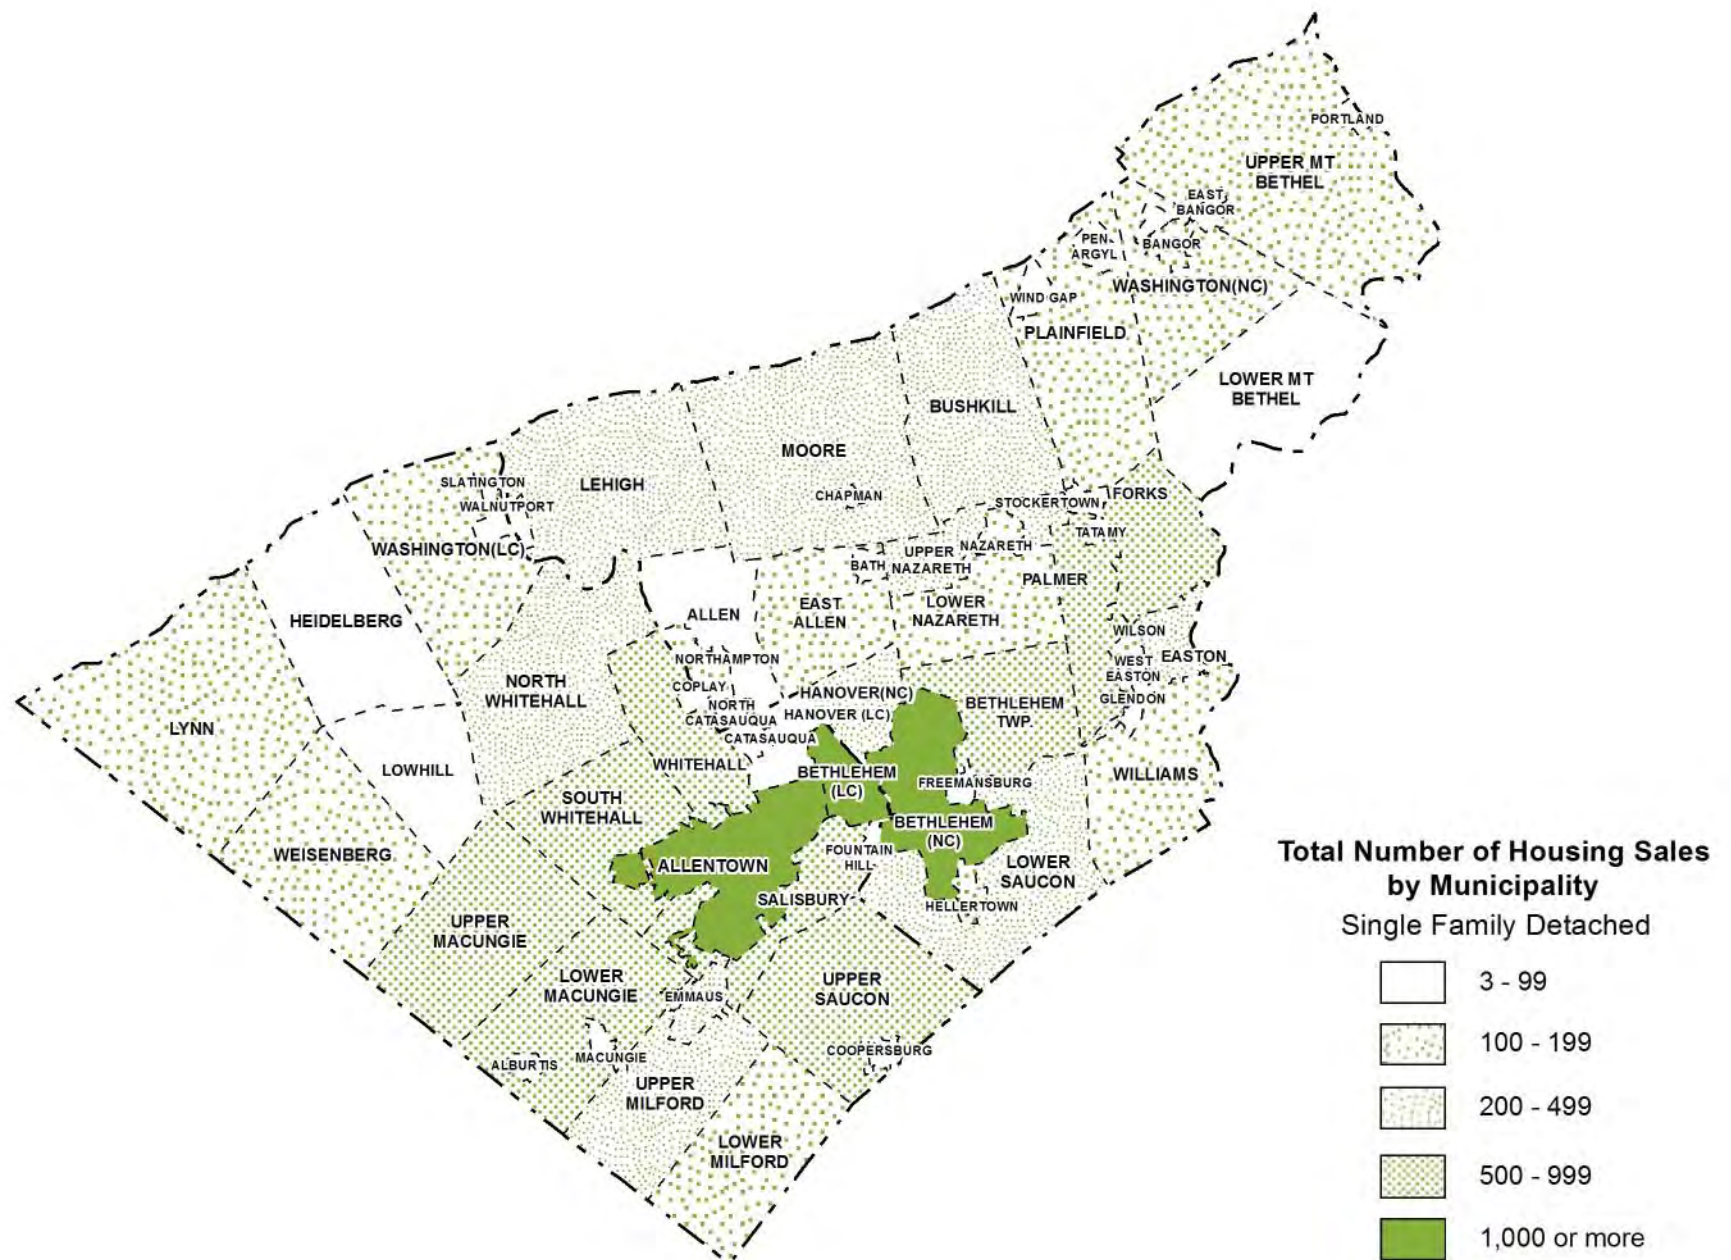 PORTLAND
UPPER MT
BETHEL
EAST
BANGOR
PEN
ARGYL
BANGOR
WASHINGTON(NC)
WIND GAP
PLAINFIELD
LOWER MT
BETHEL
BUSHKILL
MOORE
CHAPMAN
LEHIGH
SLATINGTON
WALNUTPORT
WASHINGTON(LC)
STOCKERTOWN
FORKS
TATAMY
NAZARETH
UPPER
NAZARETH
BATH
PALMER
EAST
ALLEN
LOWER
NAZARETH
ALLEN
HEIDELBERG
WILSON
WEST
EASTON
EASTON
GLENDON
NORTHAMPTON
COPLAY
NORTH
CATASAUQUA
CATASAUQUA
HANOVER(NC)
HANOVER (LC)
BETHLEHEM
TWP.
NORTH
WHITEHALL
LYNN
LOWHILL
WHITEHALL
BETHLEHEM
(LC)
FREEMANSBURG
WILLIAMS
SOUTH
WHITEHALL
BETHLEHEM
(NC)
WEISENBERG
ALLENTOWN
FOUNTAIN
HILL
LOWER
SAUCON
SALISBURY
HELLERTOWN
UPPER
MACUNGIE
LOWER
MACUNGIE
EMMAUS
UPPER
SAUCON
COOPERSBURG
MACUNGIE
ALBURTIS
UPPER
MILFORD
LOWER
MILFORD
Total Number of Housing Sales
by Municipality
Single Family Detached
3 - 99
100 - 199
200 - 499
500 - 999
1,000 or more